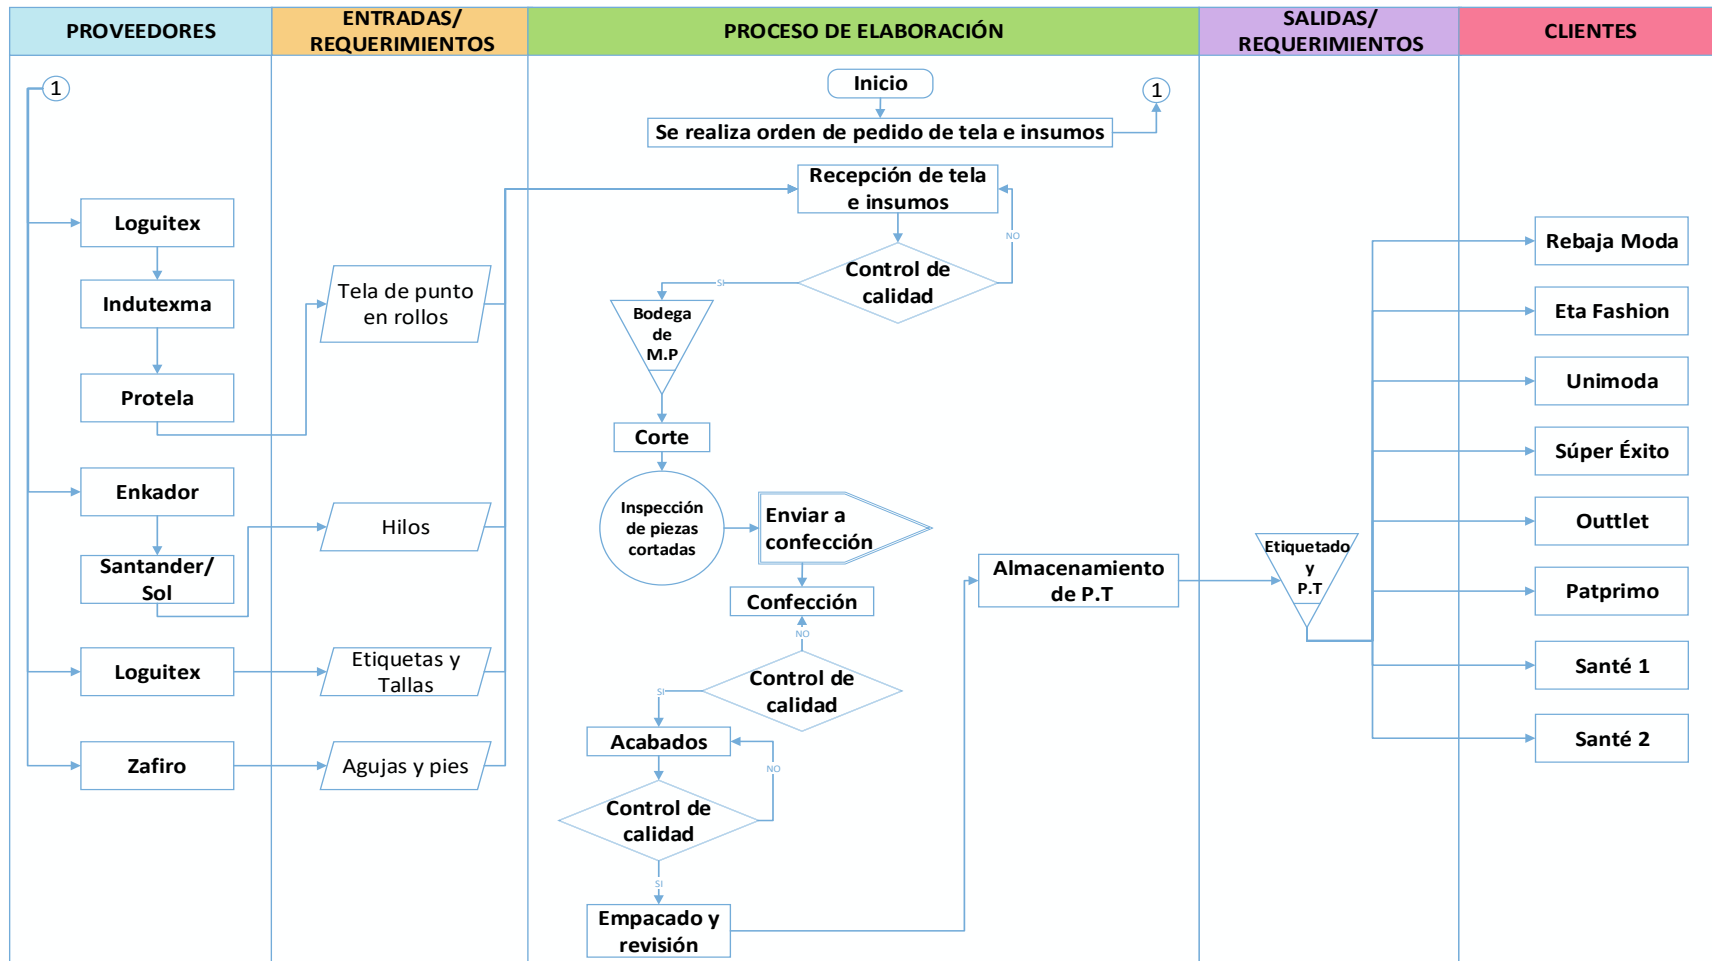 PROVEEDORES
ENTRADAS/
REQUERIMIENTOS
PROCESO DE ELABORACIÓN
SALIDAS/
REQUERIMIENTOS
CLIENTES
1
Loguitex
Indutexma
Protela
Enkador
Santander/
Sol
Loguitex
Zafiro
Tela de punto
en rollos
Hilos
Etiquetas y
Tallas
Agujas y pies
Inicio
1
Se realiza orden de pedido de tela e insumos
Recepción de tela
e insumos
NO
Control de
calidad
SI
Bodega
de
M.P
Corte
Inspección
de piezas
cortadas
Enviar a
confección
Confección
NO
Control de
calidad
SI
Acabados
NO
Control de
calidad
SI
Empacado y
revisión
Almacenamiento
de P.T
Etiquetado
y
P.T
Rebaja Moda
Eta Fashion
Unimoda
Súper Éxito
Outtlet
Patprimo
Santé 1
Santé 2